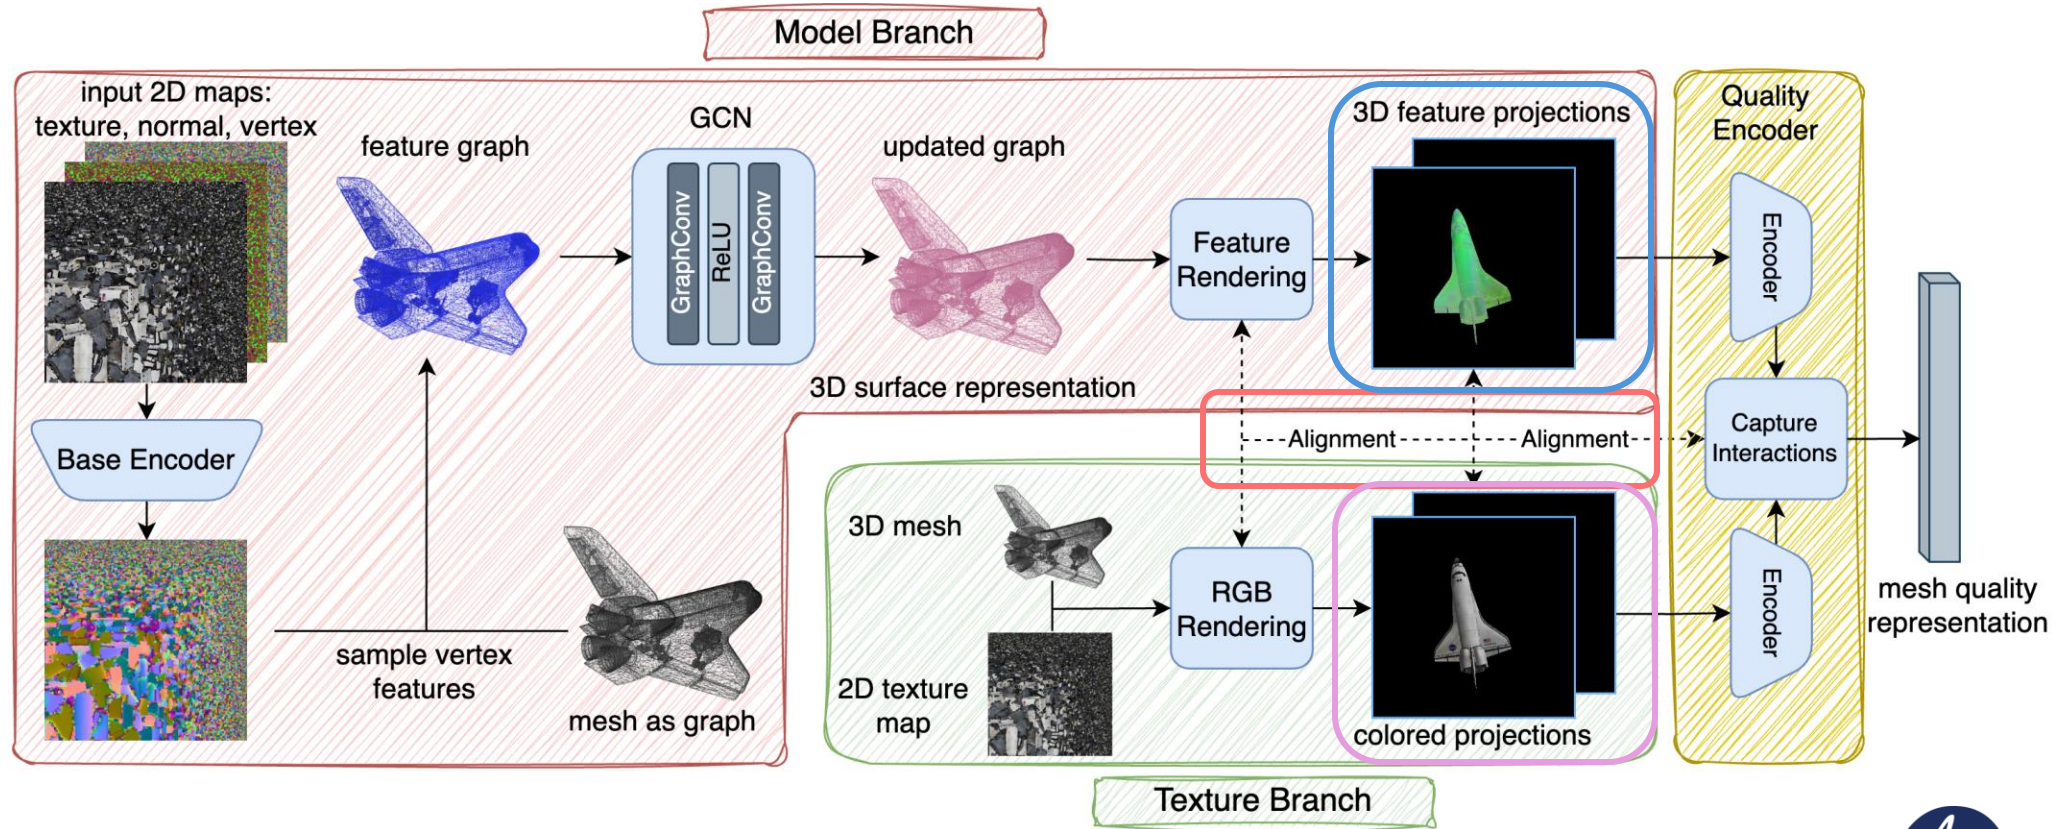 Model Branch
input 2D maps:
texture, normal, vertex
feature graph
GCN
GraphConv
ReLU
GraphConv
updated graph
Feature
Rendering
3D feature projections
Quality
Encoder
Encoder
3D surface representation
Base Encoder
Alignment
Alignment
Capture
Interactions
sample vertex
features
mesh as graph
3D mesh
2D texture
map
RGB
Rendering
colored projections
Encoder
mesh quality
representation
Texture Branch